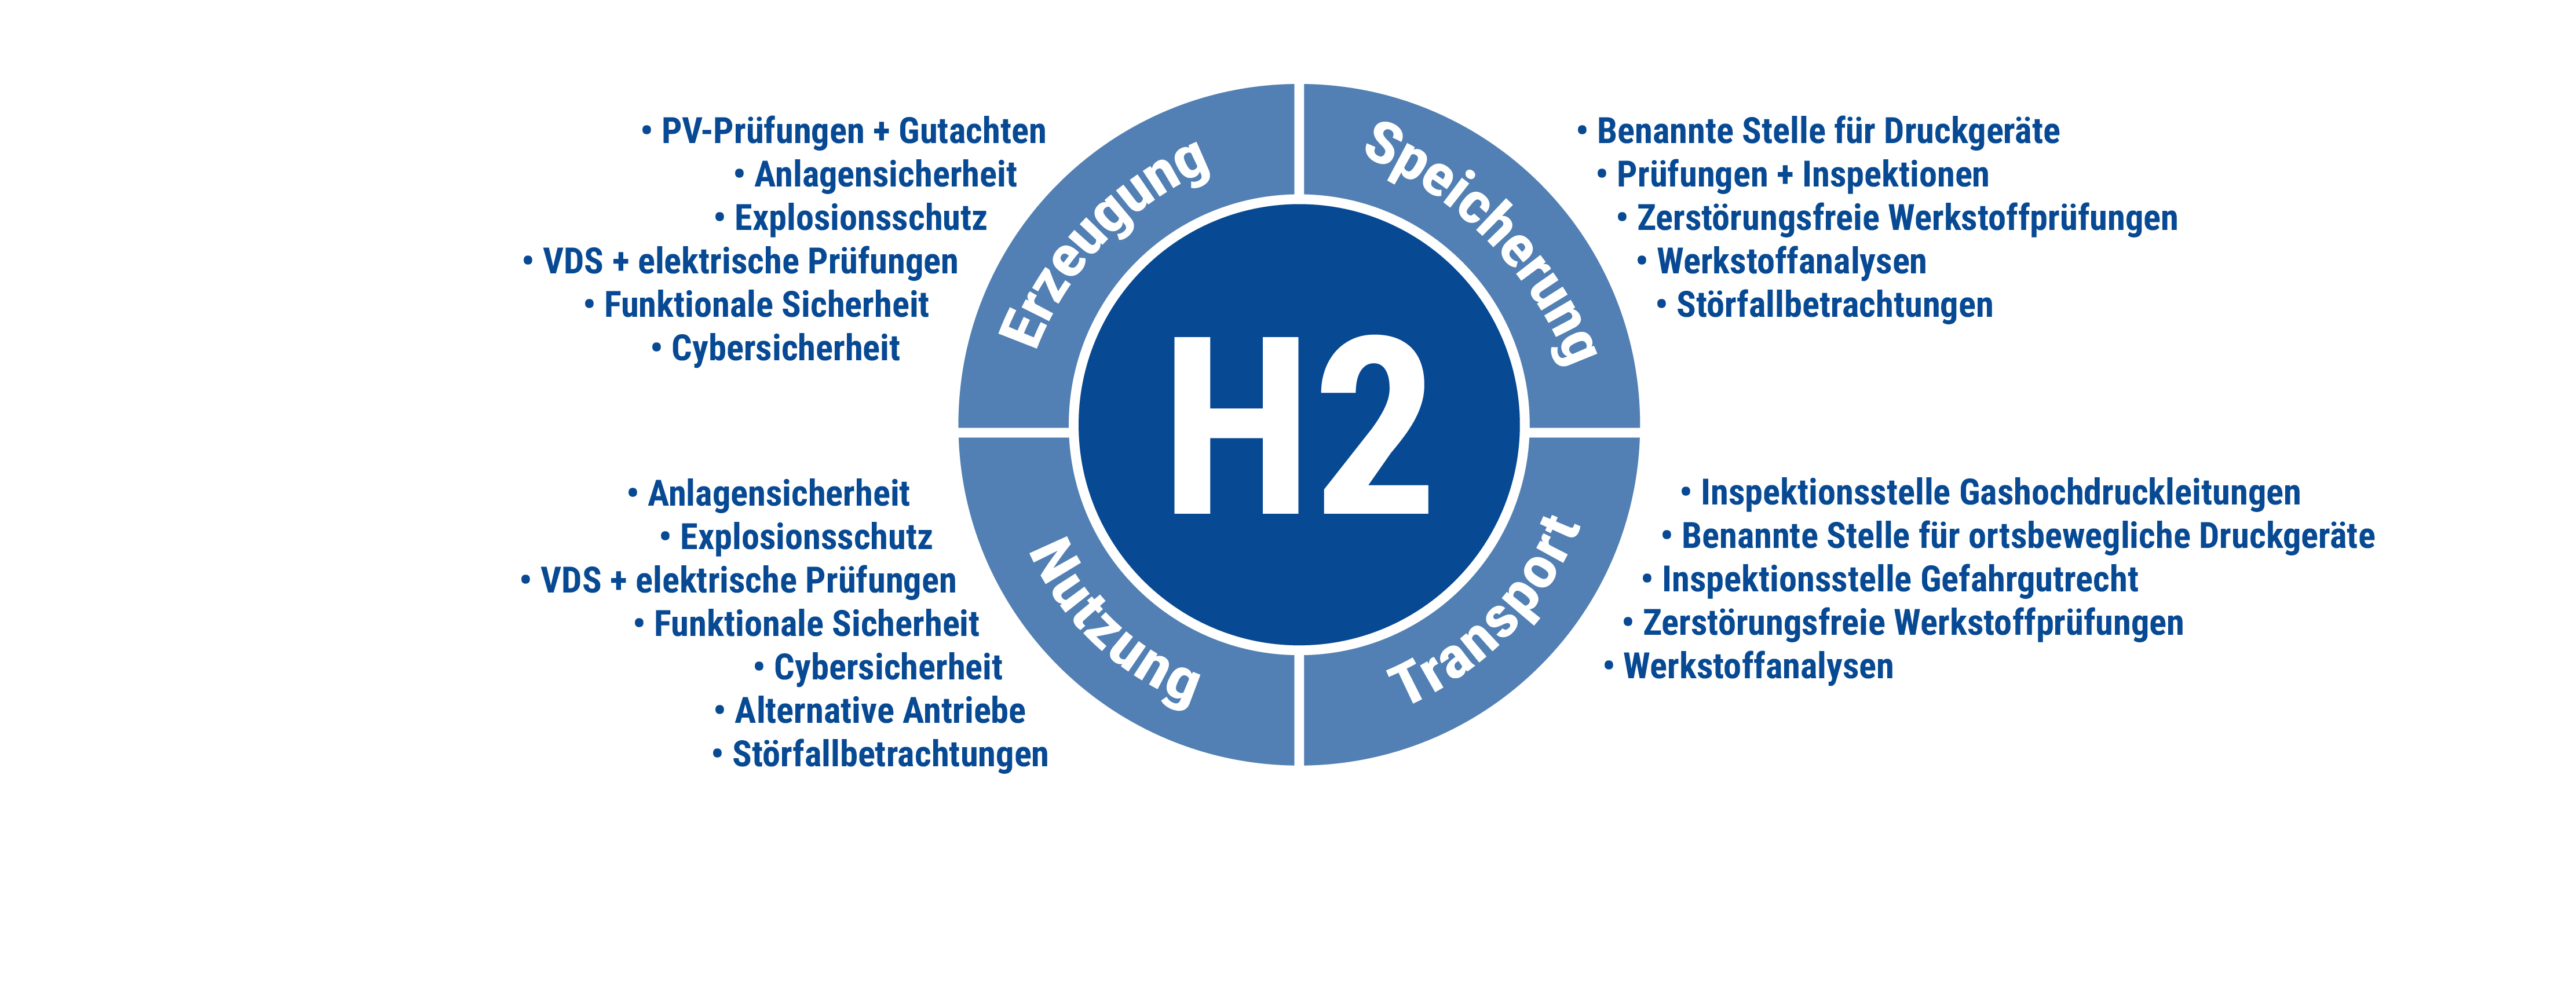 Erzeugung
• PV-Prüfungen + Gutachten
• Anlagensicherheit
• Explosionsschutz
• VDS + elektrische Prüfungen
• Funktionale Sicherheit
• Cybersicherheit
Speicherung
• Benannte Stelle für Druckgeräte
• Prüfungen + Inspektionen
• Zerstörungsfreie Werkstoffprüfungen
• Werkstoffanalysen
• Störfallbetrachtungen
H2
Nutzung
• Anlagensicherheit
• Explosionsschutz
• VDS + elektrische Prüfungen
• Funktionale Sicherheit
• Cybersicherheit
• Alternative Antriebe
• Störfallbetrachtungen
Transport
• Inspektionsstelle Gashochdruckleitungen
• Benannte Stelle für ortsbewegliche Druckgeräte
• Inspektionsstelle Gefahrgutrecht
• Zerstörungsfreie Werkstoffprüfungen
• Werkstoffanalysen